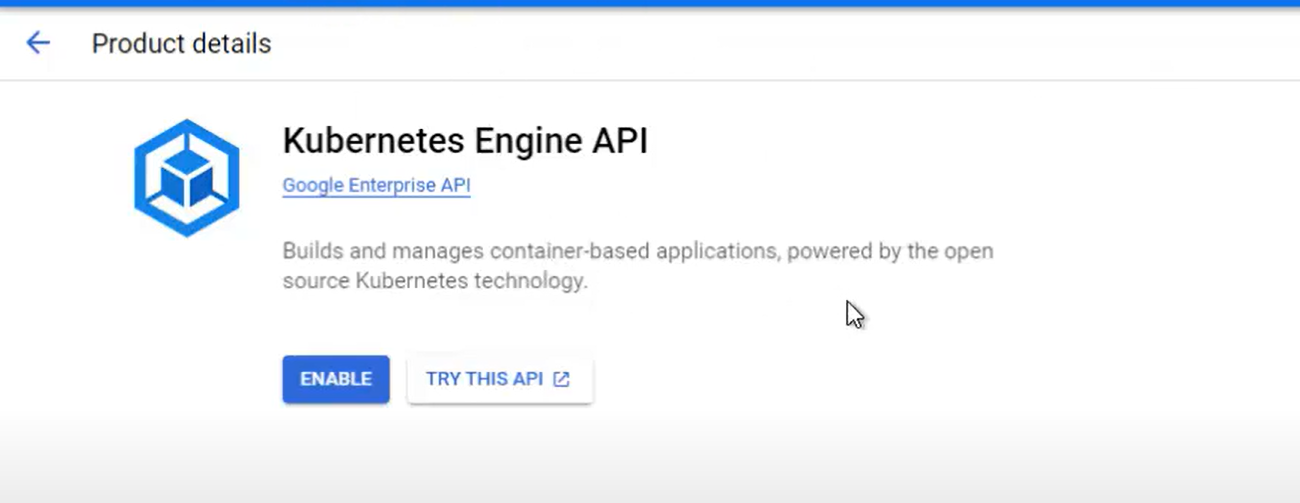 Product details
Kubernetes Engine API
Google Enterprise API
Builds and manages container-based applications, powered by the open
source Kubernetes technology.
ENABLE
TRY THIS API